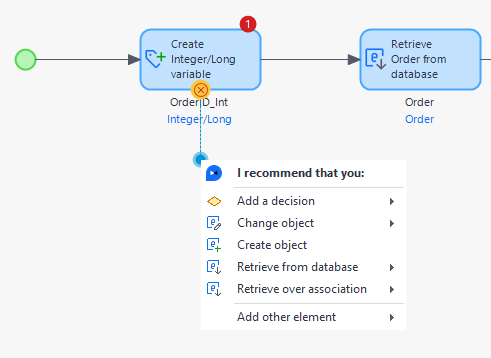 1
Create
Integer/Long
variable
Retrieve
Order from
database
OrderID_Int
Integer/Long
Order
Order
I recommend that you:
Add a decision
Change object
Create object
Retrieve from database
Retrieve over association
Add other element